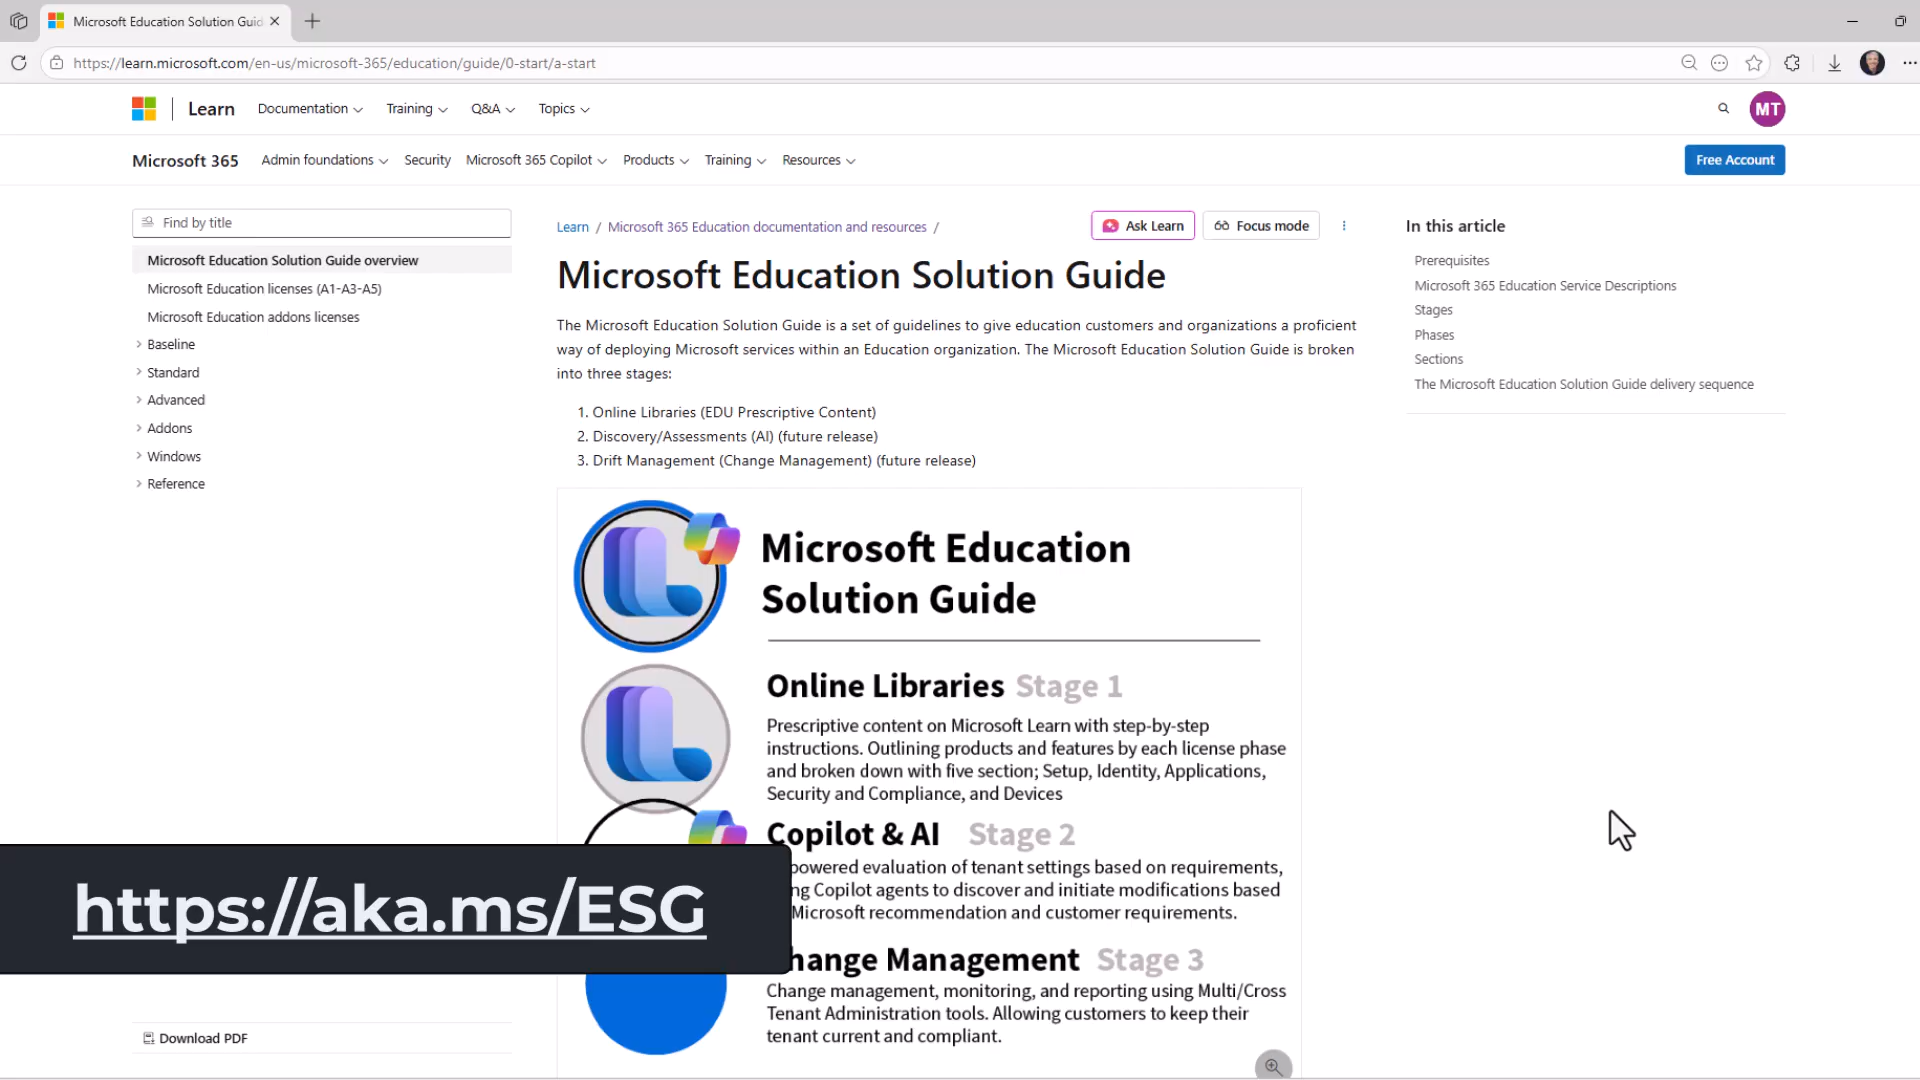 Microsoft Education Solution Guid
https://learn.microsoft.com/en-us/microsoft-365/education/guide/0-start/a-start
Learn
Documentation
Training
Q&A
Topics
MT
Microsoft 365
Admin foundations
Security
Microsoft 365 Copilot
Products
Training
Resources
Free Account
Find by title
Microsoft Education Solution Guide overview
Microsoft Education licenses (A1-A3-A5)
Microsoft Education addons licenses
Baseline
Standard
Advanced
Addons
Windows
Reference
Download PDF
Learn / Microsoft 365 Education documentation and resources /
Ask Learn
Focus mode
Microsoft Education Solution Guide
The Microsoft Education Solution Guide is a set of guidelines to give education customers and organizations a proficient
way of deploying Microsoft services within an Education organization. The Microsoft Education Solution Guide is broken
into three stages:
1. Online Libraries (EDU Prescriptive Content)
2. Discovery/Assessments (AI) (future release)
3. Drift Management (Change Management) (future release)
Microsoft Education
Solution Guide
Online Libraries Stage 1
Prescriptive content on Microsoft Learn with step-by-step
instructions. Outlining products and features by each license phase
and broken down with five section; Setup, Identity, Applications,
Security and Compliance, and Devices
Copilot & AI Stage 2
powered evaluation of tenant settings based on requirements,
ng Copilot agents to discover and initiate modifications based
Microsoft recommendation and customer requirements.
hange Management Stage 3
Change management, monitoring, and reporting using Multi/Cross
Tenant Administration tools. Allowing customers to keep their
tenant current and compliant.
https://aka.ms/ESG
In this article
Prerequisites
Microsoft 365 Education Service Descriptions
Stages
Phases
Sections
The Microsoft Education Solution Guide delivery sequence